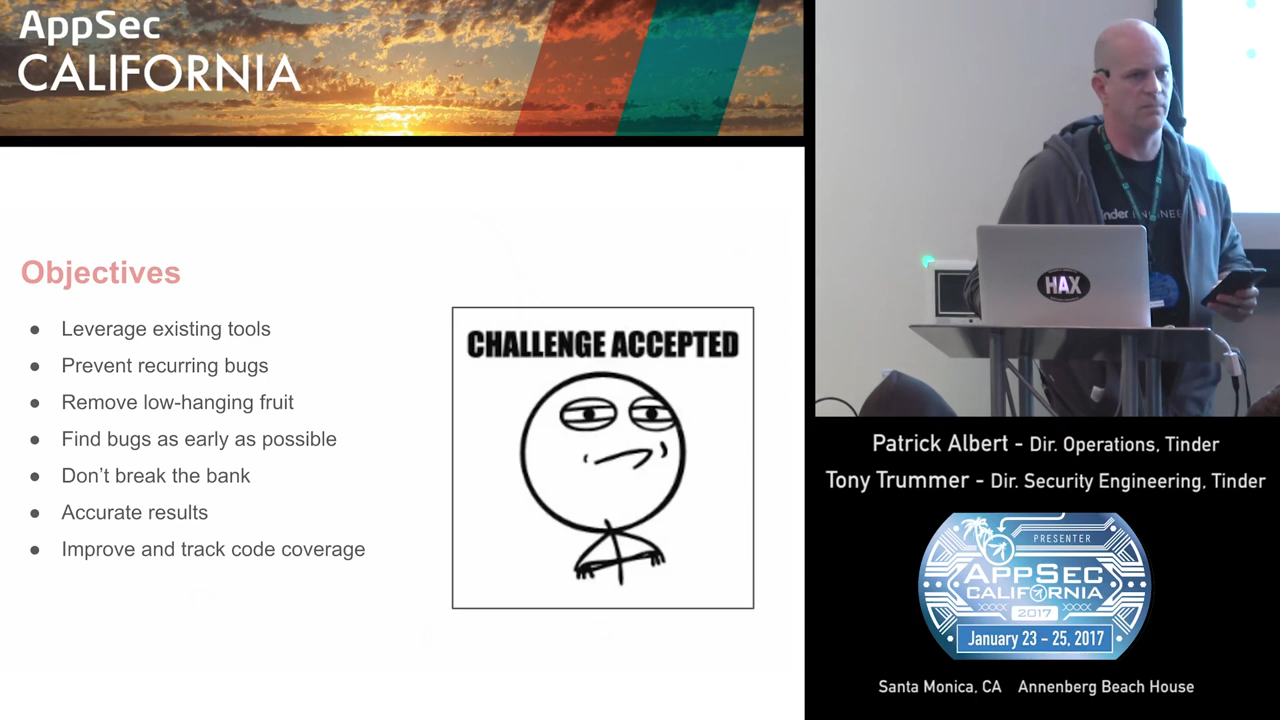 AppSec
CALIFORNIA
Objectives
● Leverage existing tools
● Prevent recurring bugs
● Remove low-hanging fruit
● Find bugs as early as possible
● Don’t break the bank
● Accurate results
● Improve and track code coverage
CHALLENGE ACCEPTED
HAX
Patrick Albert - Dir. Operations, Tinder
Tony Trummer - Dir. Security Engineering, Tinder
PRESENTER
APPSEC
CALIFORNIA
2017
January 23 - 25, 2017
Santa Monica, CA Annenberg Beach House